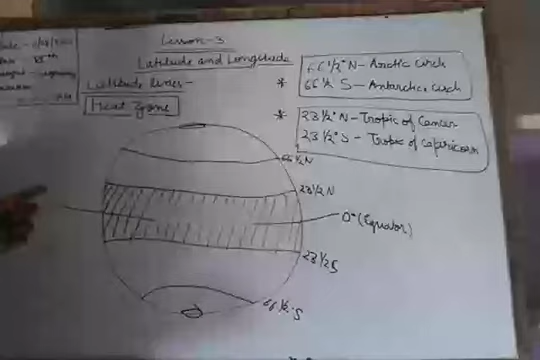 Lesson-3
Latitude and Longitude
Latitude lines-
Heat Zone
* 66 1/2° N - Arctic circh
66 1/2 S - Antarctic circh
* 23 1/2° N - Tropic of Cancer
23 1/2° S - Tropic of Capricorn
66 1/2 N
23 1/2 N
0° (Equator)
23 1/2 S
66 1/2 S